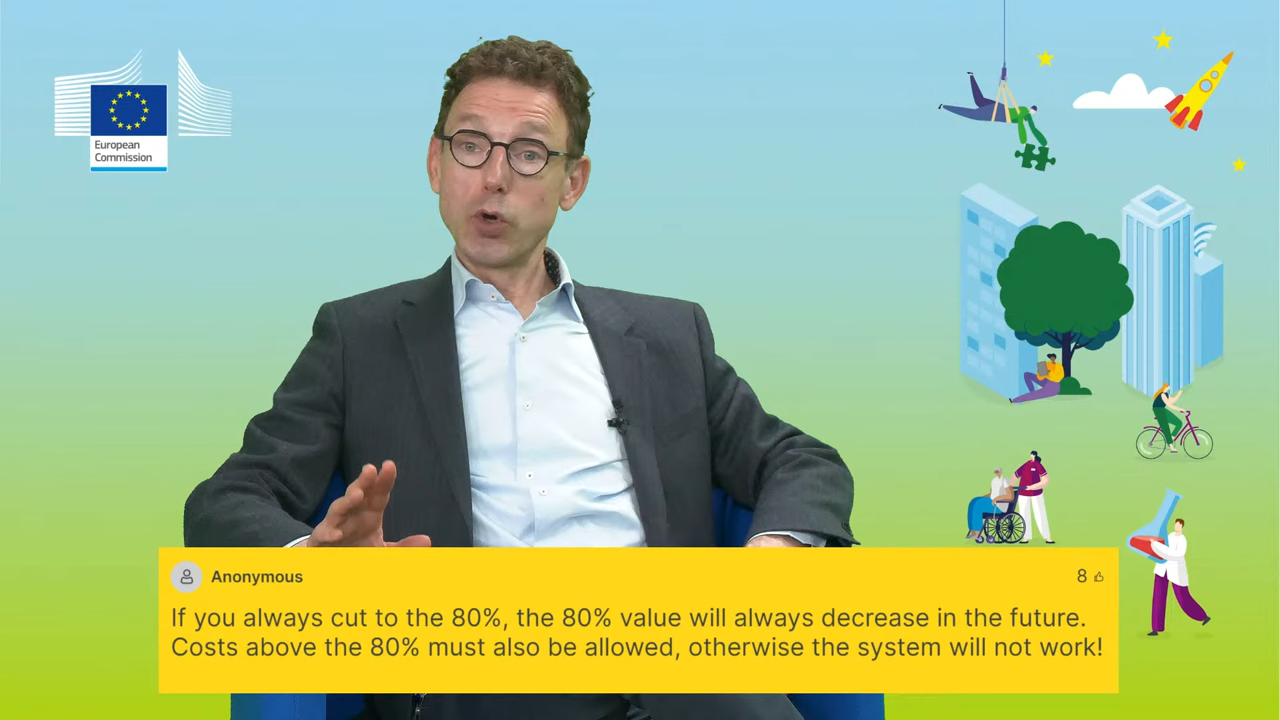 European
Commission
Anonymous
8
If you always cut to the 80%, the 80% value will always decrease in the future.
Costs above the 80% must also be allowed, otherwise the system will not work!